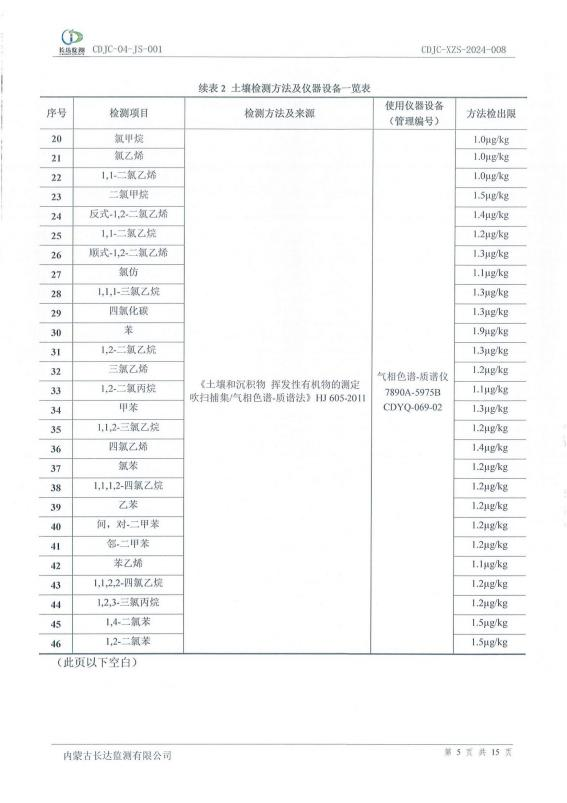 长达监测 CDJC-04-JS-001 CDJC-XZS-2024-008
续表 2 土壤检测方法及仪器设备一览表
序号 检测项目 检测方法及来源 使用仪器设备（管理编号） 方法检出限
20 氯甲烷 1.0μg/kg
21 氯乙烯 1.0μg/kg
22 1,1-二氯乙烯 1.0μg/kg
23 二氯甲烷 1.5μg/kg
24 反式-1,2-二氯乙烯 1.4μg/kg
25 1,1-二氯乙烷 1.2μg/kg
26 顺式-1,2-二氯乙烯 1.3μg/kg
27 氯仿 1.1μg/kg
28 1,1,1-三氯乙烷 1.3μg/kg
29 四氯化碳 1.3μg/kg
30 苯 1.9μg/kg
31 1,2-二氯乙烷 1.3μg/kg
32 三氯乙烯 1.2μg/kg
33 1,2-二氯丙烷 1.1μg/kg
34 甲苯 1.3μg/kg
35 1,1,2-三氯乙烷 1.2μg/kg
36 四氯乙烯 1.4μg/kg
37 氯苯 1.2μg/kg
38 1,1,1,2-四氯乙烷 1.2μg/kg
39 乙苯 1.2μg/kg
40 间，对-二甲苯 1.2μg/kg
41 邻-二甲苯 1.2μg/kg
42 苯乙烯 1.1μg/kg
43 1,1,2,2-四氯乙烷 1.2μg/kg
44 1,2,3-三氯丙烷 1.2μg/kg
45 1,4-二氯苯 1.5μg/kg
46 1,2-二氯苯 1.5μg/kg
《土壤和沉积物 挥发性有机物的测定
吹扫捕集/气相色谱-质谱法》HJ 605-2011
气相色谱-质谱仪
7890A-5975B
CDYQ-069-02
（此页以下空白）
内蒙古长达监测有限公司 第 5 页 共 15 页